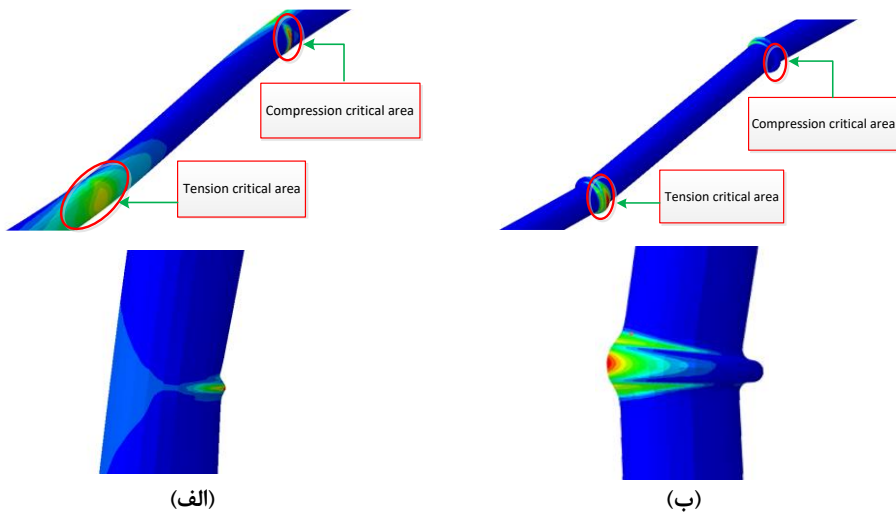 Compression critical area
Compression critical area
Tension critical area
Tension critical area
(الف)
(ب)